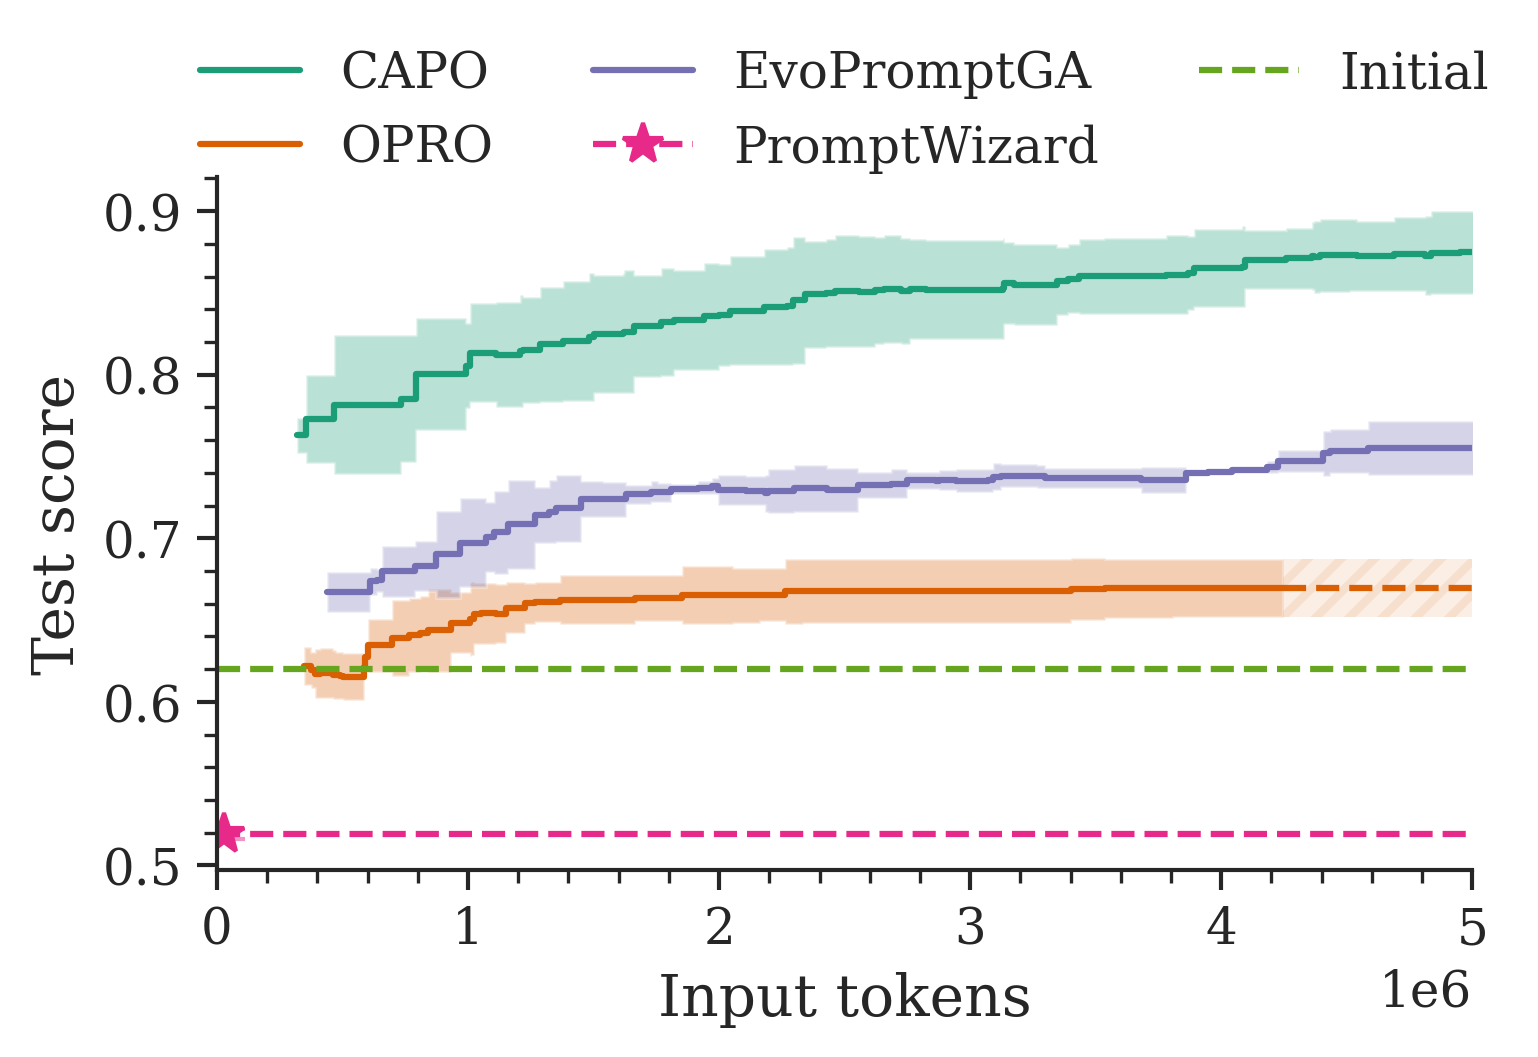 CAPO
EvoPromptGA
Initial
OPRO
PromptWizard
Test score
0.9
0.8
0.7
0.6
0.5
0 1 2 3 4 5
Input tokens
1e6